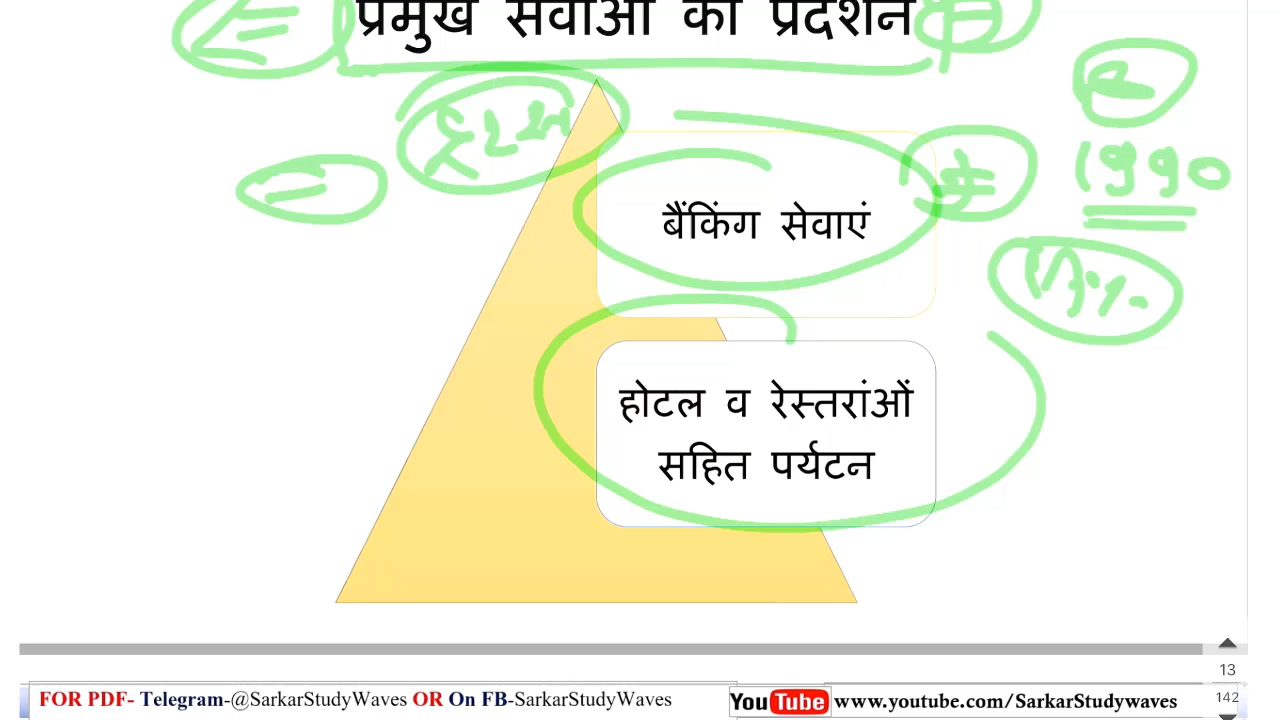 प्रमुख सेवाओं का प्रदर्शन
1990
बैंकिंग सेवाएं
होटल व रेस्तरांओं
सहित पर्यटन
13
142
FOR PDF- Telegram-@SarkarStudyWaves OR On FB-SarkarStudyWaves
YouTube www.youtube.com/SarkarStudywaves